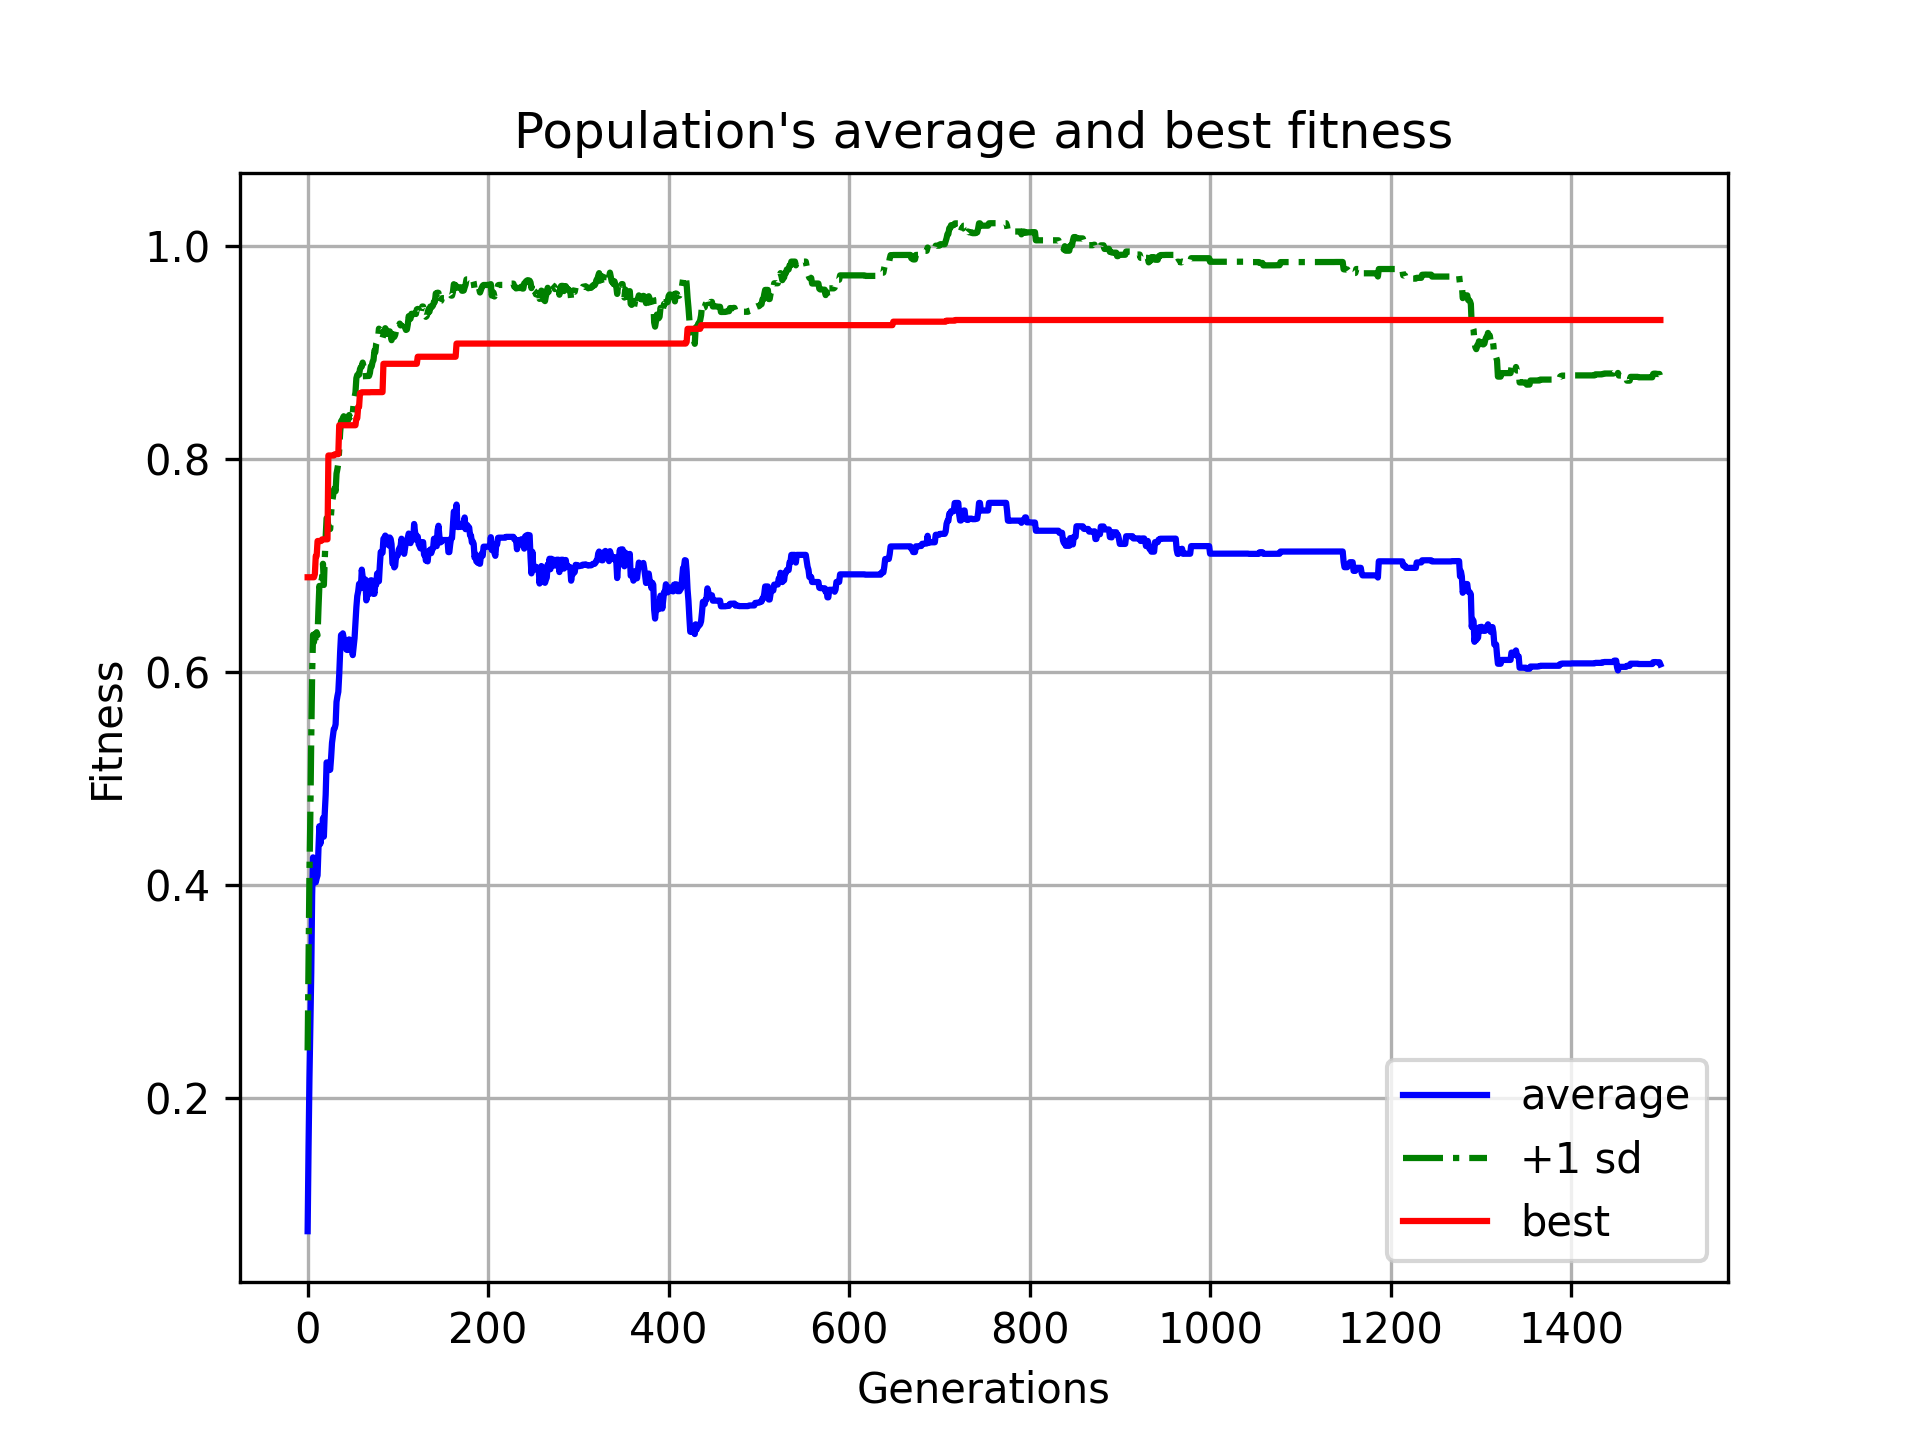 Population's average and best fitness
1.0
0.8
0.6
0.4
0.2
Fitness
average
+1 sd
best
0 200 400 600 800 1000 1200 1400
Generations